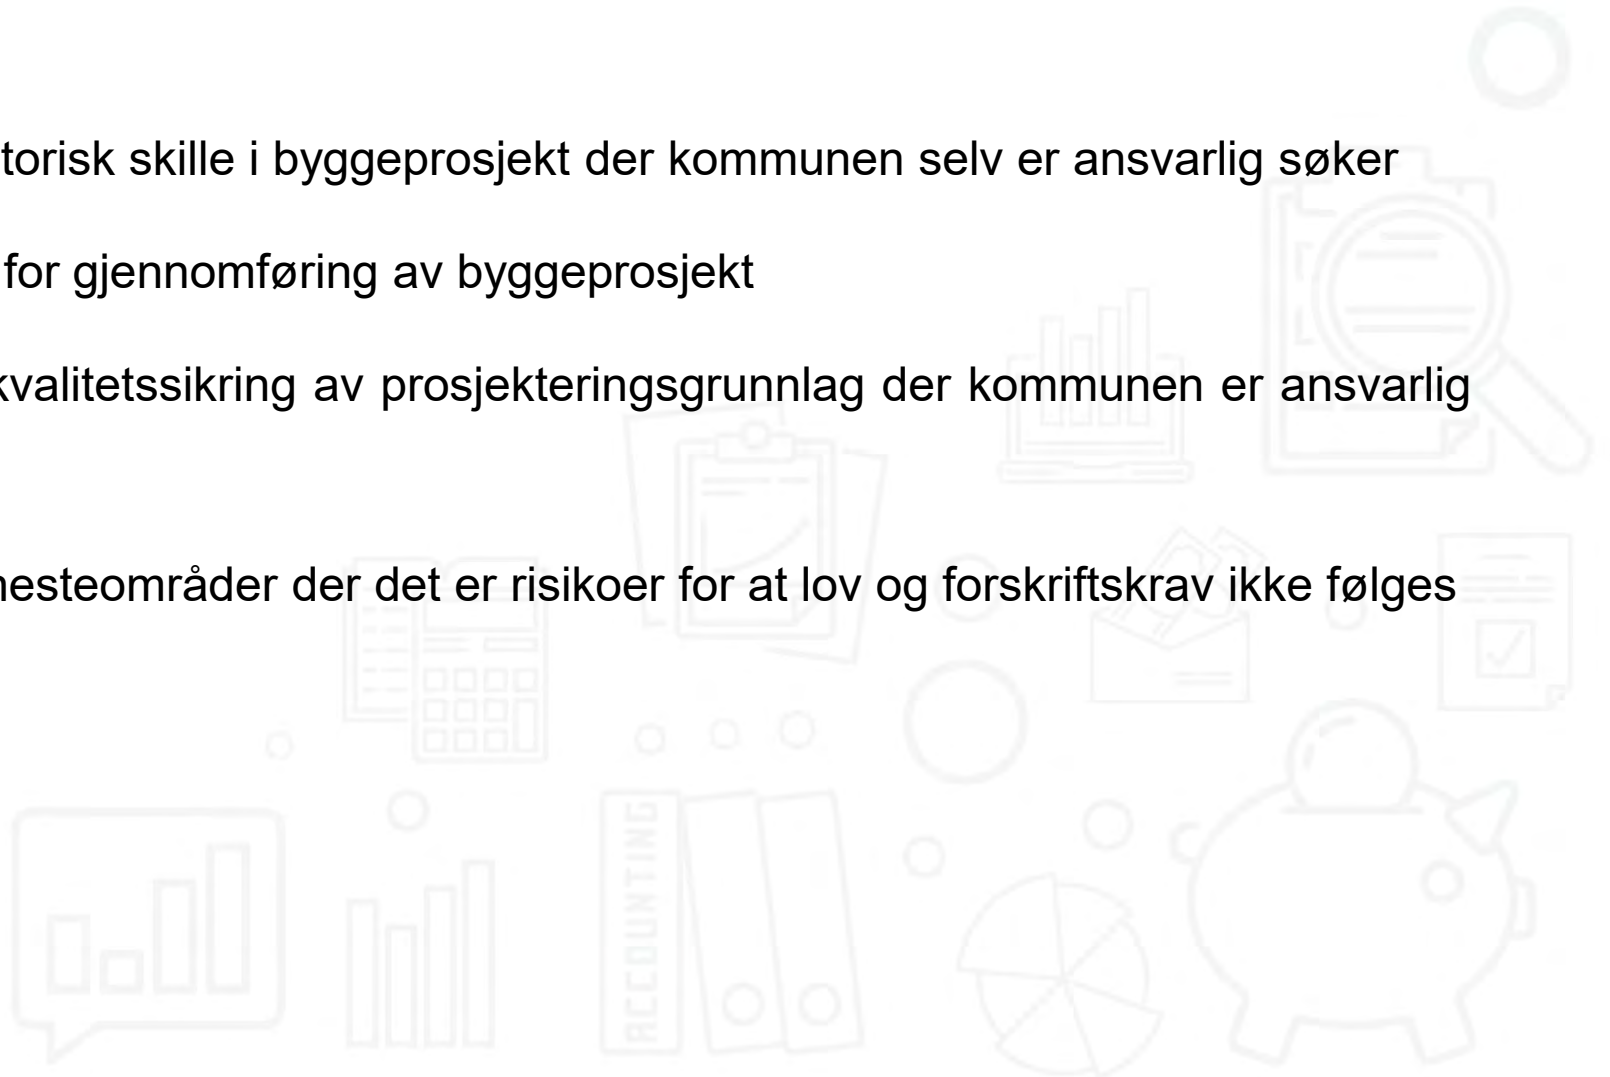 torisk skille i byggeprosjekt der kommunen selv er ansvarlig søker
for gjennomføring av byggeprosjekt
kvalitetssikring av prosjekteringsgrunnlag der kommunen er ansvarlig
nesteområder der det er risikoer for at lov og forskriftskrav ikke følges
ACCOUNTING